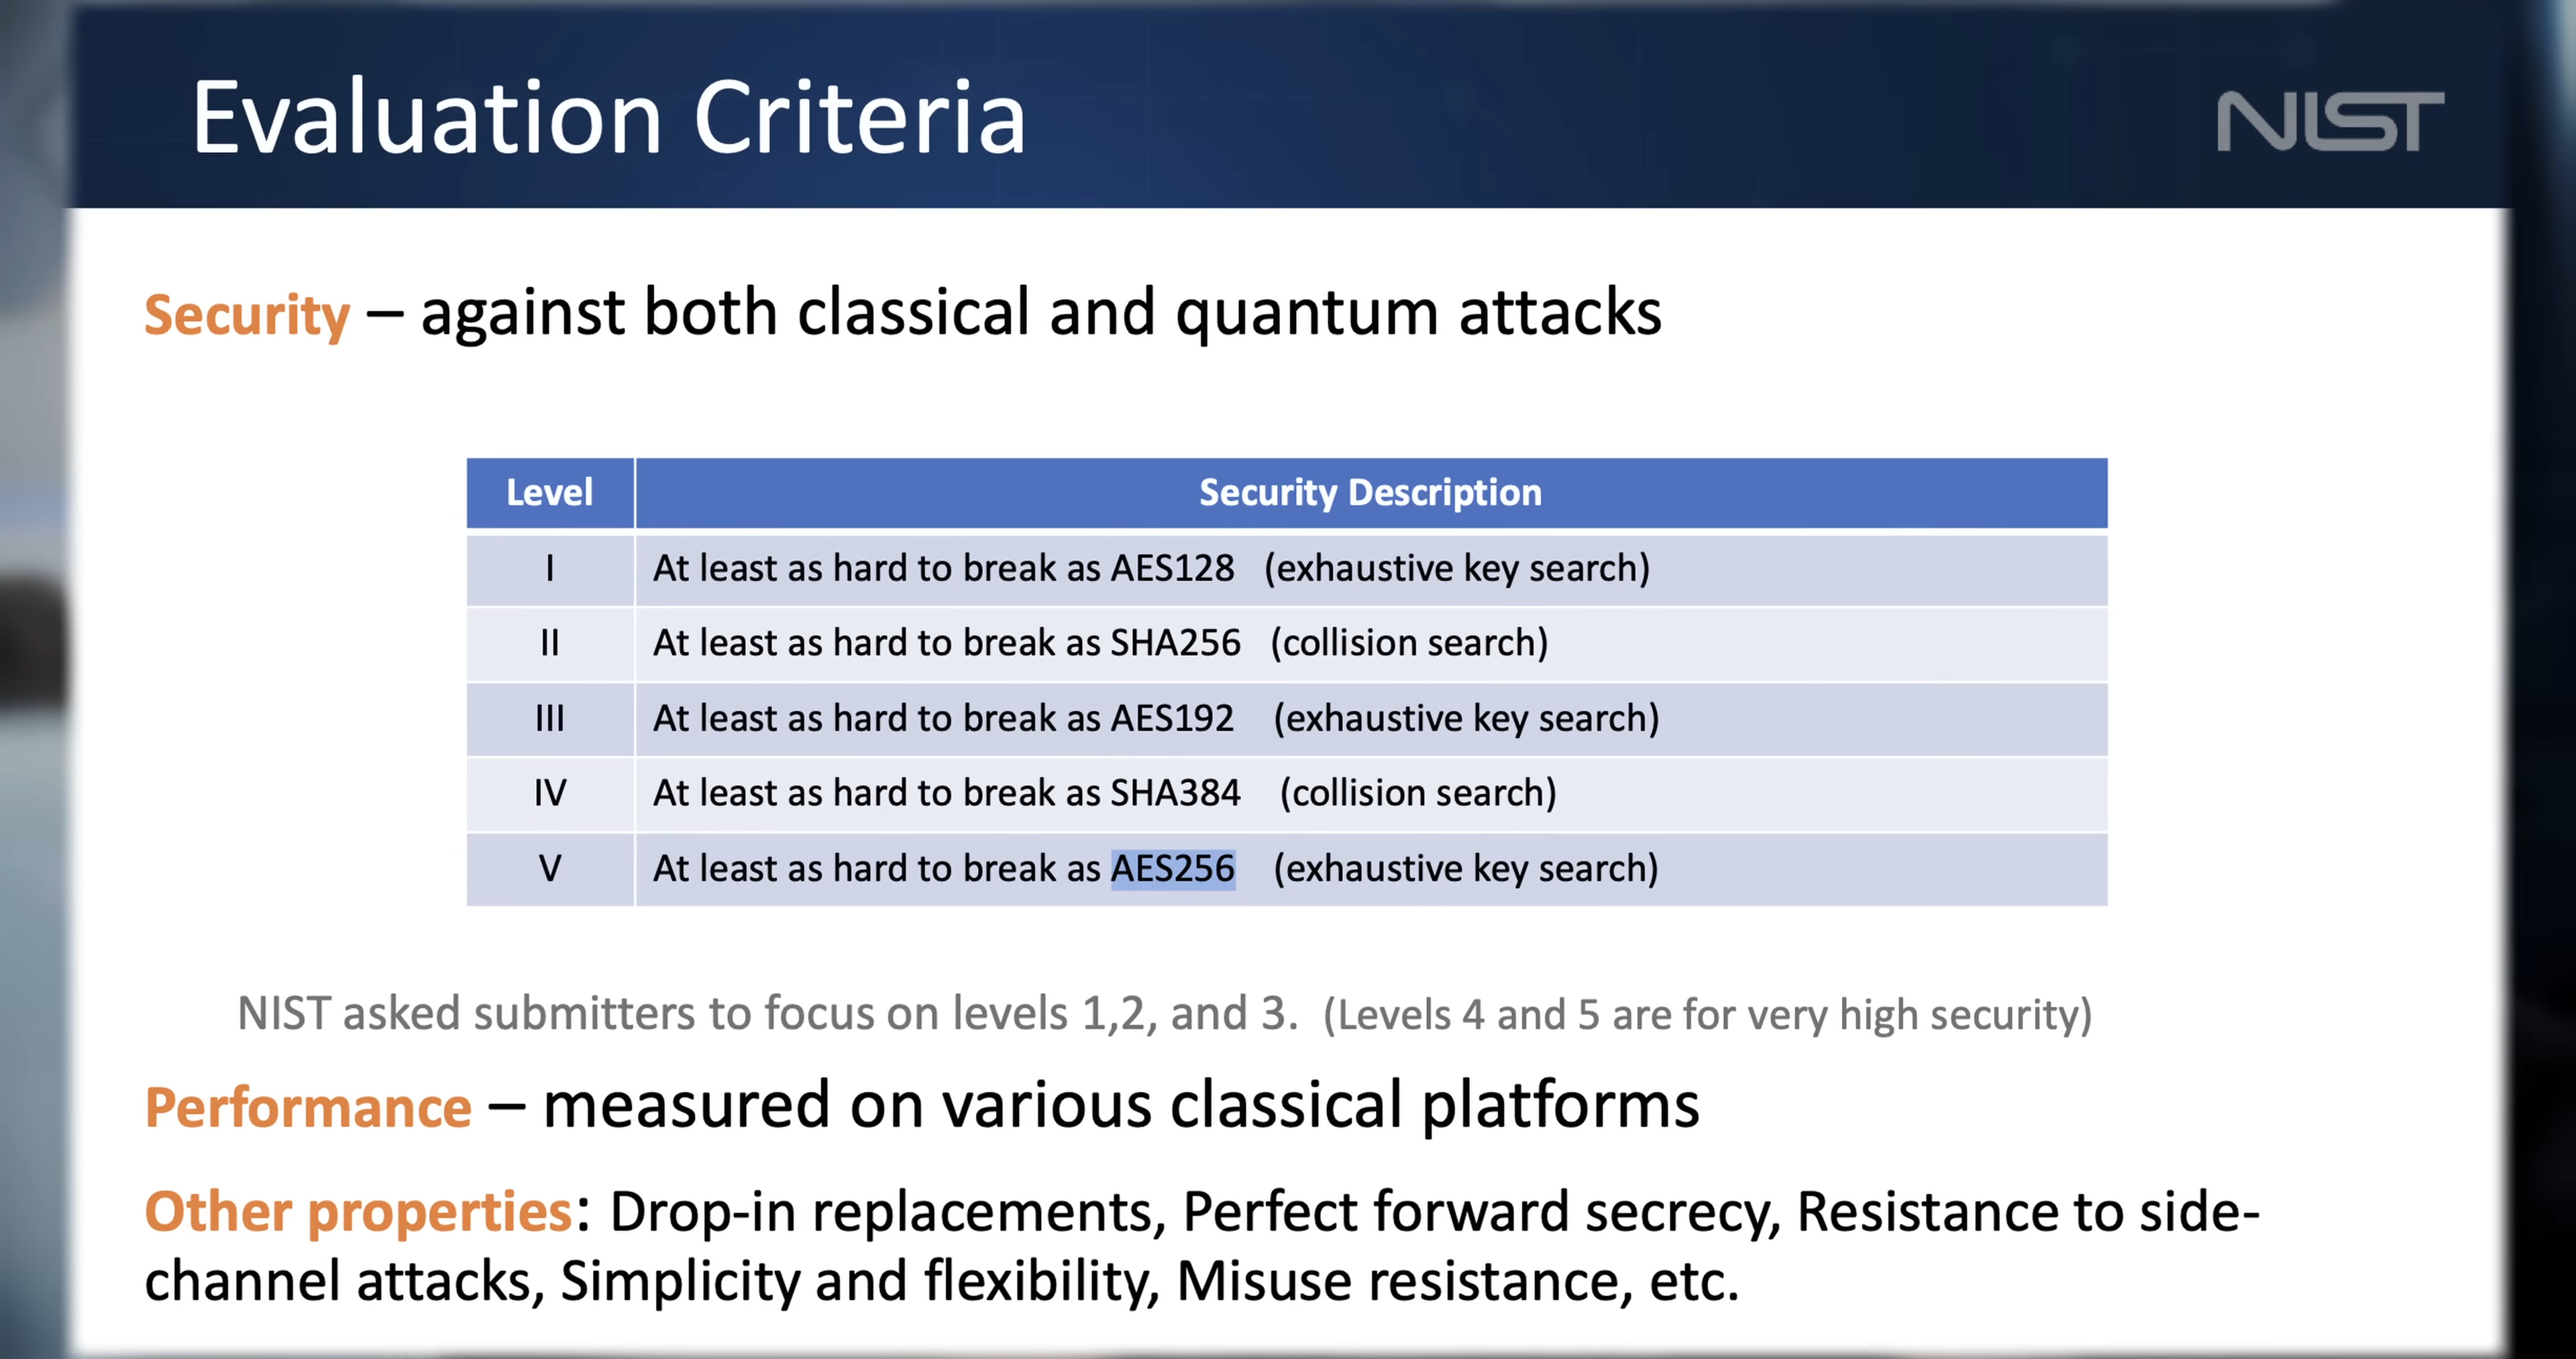 Evaluation Criteria
NIST
Security – against both classical and quantum attacks
Level Security Description
I At least as hard to break as AES128 (exhaustive key search)
II At least as hard to break as SHA256 (collision search)
III At least as hard to break as AES192 (exhaustive key search)
IV At least as hard to break as SHA384 (collision search)
V At least as hard to break as AES256 (exhaustive key search)
NIST asked submitters to focus on levels 1,2, and 3. (Levels 4 and 5 are for very high security)
Performance – measured on various classical platforms
Other properties: Drop-in replacements, Perfect forward secrecy, Resistance to side-
channel attacks, Simplicity and flexibility, Misuse resistance, etc.